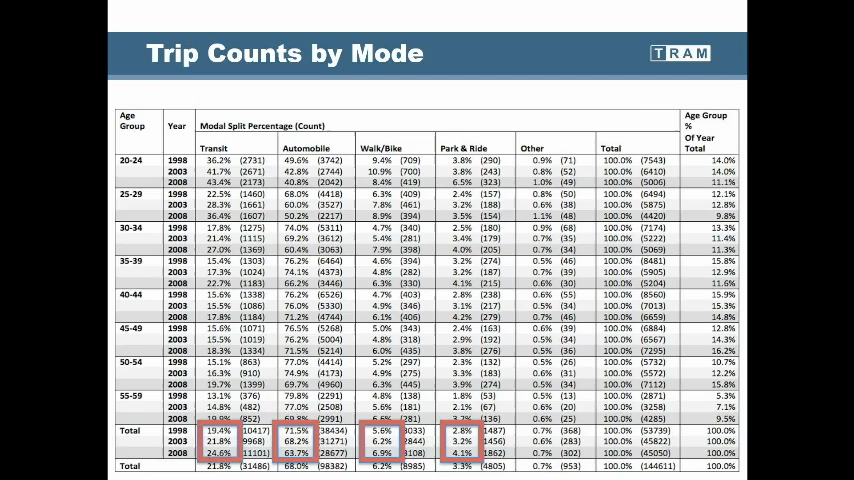 Trip Counts by Mode
TRAM
Age Group Year Modal Split Percentage (Count) Age Group % Of Year Total
Transit Automobile Walk/Bike Park & Ride Other Total
20-24 1998 36.2% (2731) 49.6% (3742) 9.4% (709) 3.8% (290) 0.9% (71) 100.0% (7543) 14.0%
2003 41.7% (2671) 42.8% (2744) 10.9% (700) 3.8% (243) 0.8% (52) 100.0% (6410) 14.0%
2008 43.4% (2173) 40.8% (2042) 8.4% (419) 6.5% (323) 1.0% (49) 100.0% (5006) 11.1%
25-29 1998 22.5% (1460) 68.0% (4418) 6.3% (409) 2.4% (157) 0.8% (50) 100.0% (6494) 12.1%
2003 28.3% (1661) 60.0% (3527) 7.8% (461) 3.2% (188) 0.6% (38) 100.0% (5875) 12.8%
2008 36.4% (1607) 50.2% (2217) 8.9% (394) 3.5% (154) 1.1% (48) 100.0% (4420) 9.8%
30-34 1998 17.8% (1275) 74.0% (5311) 4.7% (340) 2.5% (180) 0.9% (68) 100.0% (7174) 13.3%
2003 21.4% (1115) 69.2% (3612) 5.4% (281) 3.4% (179) 0.7% (35) 100.0% (5222) 11.4%
2008 27.0% (1369) 60.4% (3063) 7.9% (398) 4.0% (205) 0.7% (34) 100.0% (5069) 11.3%
35-39 1998 15.4% (1303) 76.2% (6464) 4.6% (394) 3.2% (274) 0.5% (46) 100.0% (8481) 15.8%
2003 17.3% (1024) 74.1% (4373) 4.8% (282) 3.2% (187) 0.7% (39) 100.0% (5905) 12.9%
2008 22.7% (1183) 66.2% (3446) 6.3% (330) 4.1% (215) 0.6% (30) 100.0% (5204) 11.6%
40-44 1998 15.6% (1338) 76.2% (6526) 4.7% (403) 2.8% (238) 0.6% (55) 100.0% (8560) 15.9%
2003 15.5% (1086) 76.0% (5330) 4.9% (346) 3.1% (217) 0.5% (34) 100.0% (7013) 15.3%
2008 17.8% (1184) 71.2% (4744) 6.1% (406) 4.2% (279) 0.7% (46) 100.0% (6659) 14.8%
45-49 1998 15.6% (1071) 76.5% (5268) 5.0% (343) 2.4% (163) 0.6% (39) 100.0% (6884) 12.8%
2003 15.5% (1019) 76.2% (5004) 4.8% (318) 2.9% (192) 0.5% (34) 100.0% (6567) 14.3%
2008 18.3% (1334) 71.5% (5214) 6.0% (435) 3.8% (276) 0.5% (36) 100.0% (7295) 16.2%
50-54 1998 15.1% (863) 77.0% (4414) 5.2% (297) 2.3% (132) 0.5% (26) 100.0% (5732) 10.7%
2003 16.3% (910) 74.9% (4173) 4.9% (275) 3.3% (183) 0.6% (31) 100.0% (5572) 12.2%
2008 19.7% (1399) 69.7% (4960) 6.3% (445) 3.9% (274) 0.5% (34) 100.0% (7112) 15.8%
55-59 1998 13.1% (376) 79.8% (2291) 4.8% (138) 1.8% (53) 0.5% (13) 100.0% (2871) 5.3%
2003 14.8% (482) 77.0% (2508) 5.6% (181) 2.1% (67) 0.6% (20) 100.0% (3258) 7.1%
2008 19.9% (852) 69.8% (2991) 6.6% (281) (136) 0.6% (25) 100.0% (4285) 9.5%
Total 1998 19.4% (10417) 71.5% (38434) 5.6% 2.8% 0.7% (368) 100.0% (53739) 100.0%
2003 21.8% 68.2% 6.2% 3.2% 0.6% (283) 100.0% (45822) 100.0%
2008 24.6% 63.7% 6.9% 4.1% 0.7% (302) 100.0% (45050) 100.0%
Total 21.8% (31486) 68.0% (98382) 6.2% (8985) 3.3% (4805) 0.7% (953) 100.0% (144611)